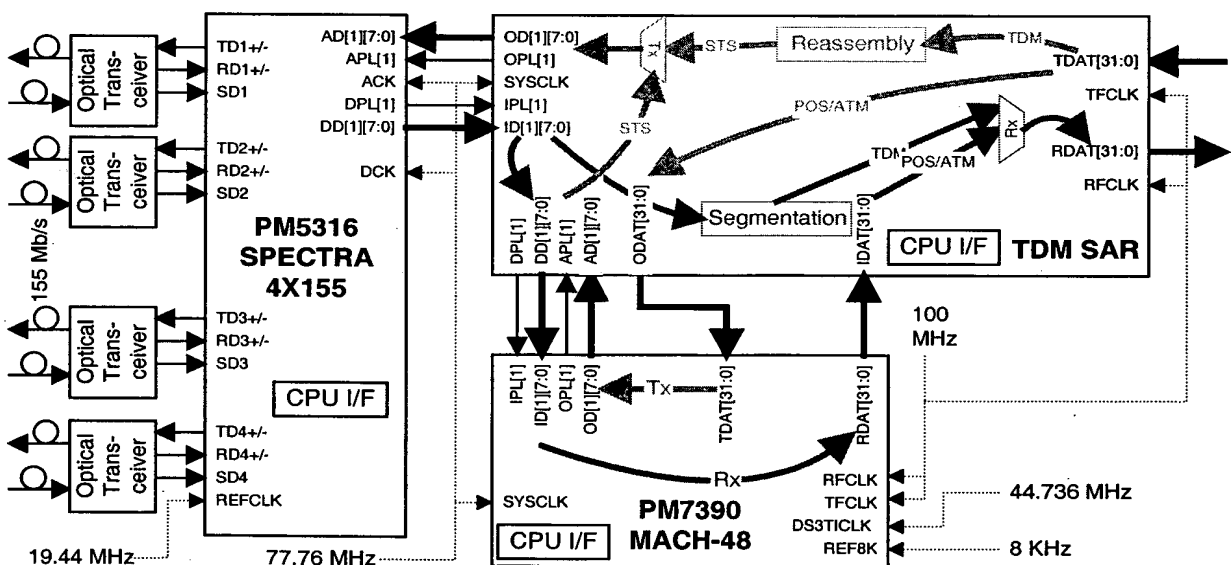 155 Mb/s
Optical
Trans-
ceiver
TD1+/-
RD1+/-
SD1
Optical
Trans-
ceiver
TD2+/-
RD2+/-
SD2
Optical
Trans-
ceiver
TD3+/-
RD3+/-
SD3
Optical
Trans-
ceiver
TD4+/-
RD4+/-
SD4
REFCLK
19.44 MHz
AD[1][7:0]
APL[1]
ACK
DPL[1]
DD[1][7:0]
DCK
PM5316
SPECTRA
4X155
CPU I/F
77.76 MHz
OD[1][7:0]
OPL[1]
SYSCLK
IPL[1]
ID[1][7:0]
Tx
STS
Reassembly
TDM
TDAT[31:0]
TFCLK
POS/ATM
STS
Rx
TDM
POS/ATM
RDAT[31:0]
RFCLK
Segmentation
DPL[1]
DD[1][7:0]
APL[1]
AD[1][7:0]
ODAT[31:0]
IDAT[31:0]
CPU I/F
TDM SAR
100
MHz
IPL[1]
ID[1][7:0]
OPL[1]
OD[1][7:0]
Tx
TDAT[31:0]
RDAT[31:0]
Rx
RFCLK
TFCLK
DS3TICLK
REF8K
SYSCLK
CPU I/F
PM7390
MACH-48
44.736 MHz
8 KHz